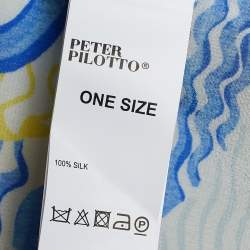 PETER
PILOTTO®
ONE SIZE
100% SILK